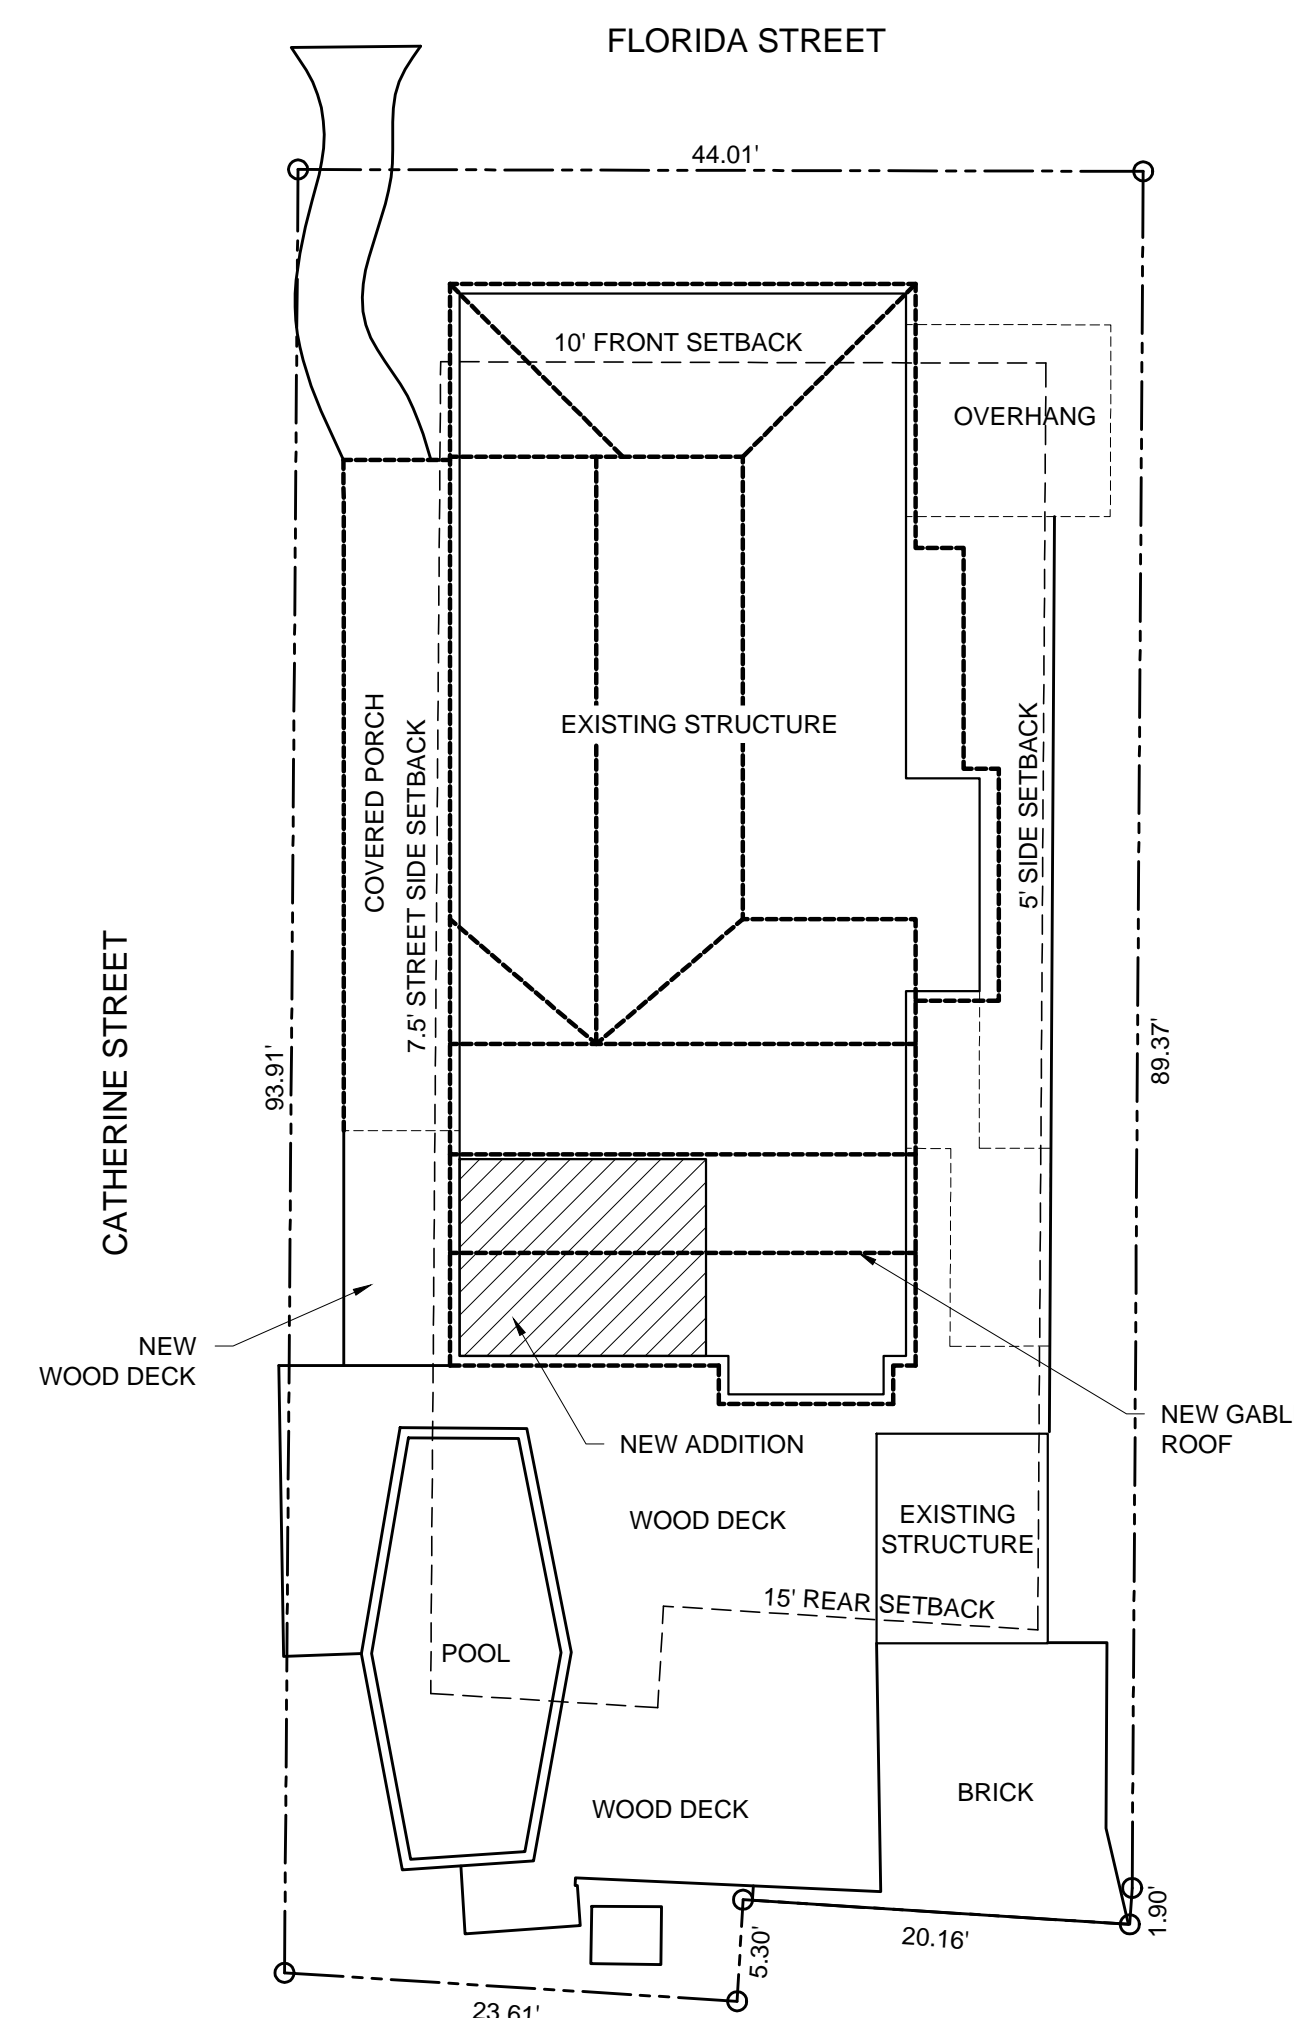 FLORIDA STREET
44.01'
10' FRONT SETBACK
OVERHANG
EXISTING STRUCTURE
COVERED PORCH
7.5' STREET SIDE SETBACK
5' SIDE SETBACK
CATHERINE STREET
93.91'
89.37'
NEW
WOOD DECK
NEW GABL
ROOF
NEW ADDITION
WOOD DECK
EXISTING
STRUCTURE
15' REAR SETBACK
POOL
WOOD DECK
BRICK
1.90'
20.16'
5.30'
23.61'